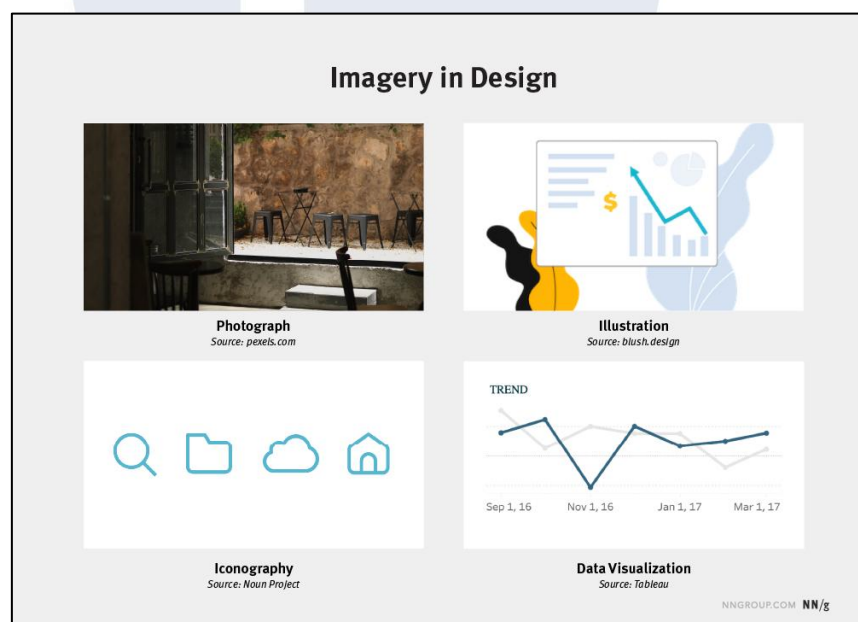 Imagery in Design
Photograph
Source: pexels.com
$
Illustration
Source: blush.design
Iconography
Source: Noun Project
TREND
Sep 1, 16 Nov 1, 16 Jan 1, 17 Mar 1, 17
Data Visualization
Source: Tableau
NNGROUP.COM NN/g